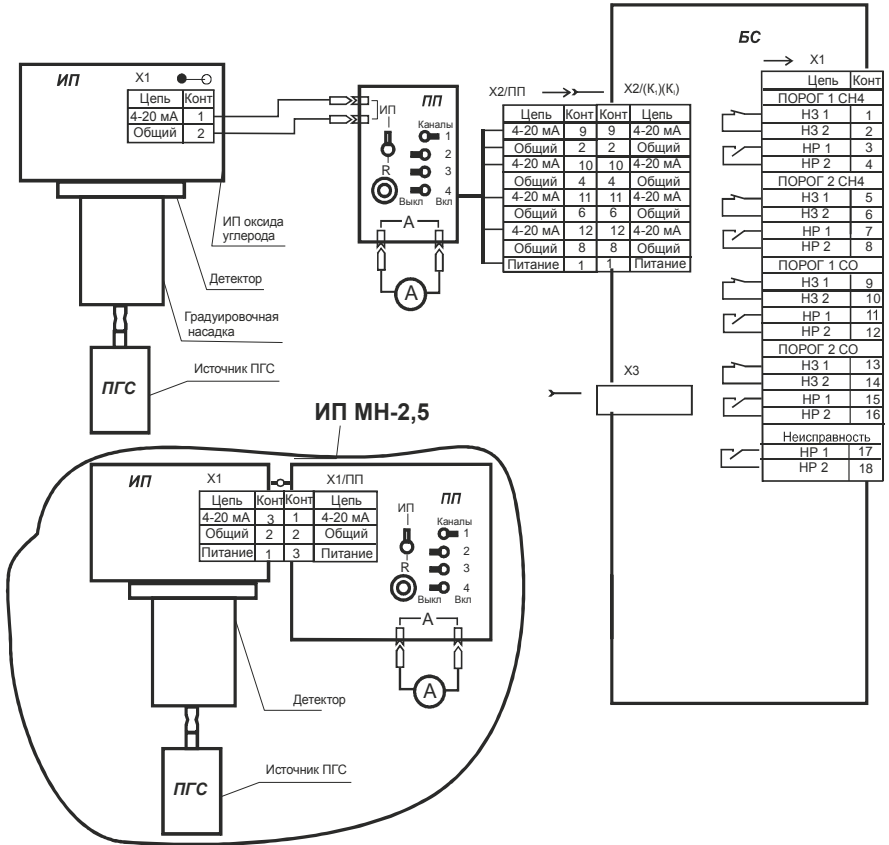 ИП X1
Цепь Конт
4-20 мА 1
Общий 2
ПП
ИП
Каналы
1
2
3
R
4
Выкл Вкл
А
А
ИП оксида
углерода
Детектор
Градуировочная
насадка
Источник ПГС
ПГС
X2/ПП X2/(К₁)(Кᵢ)
Цепь Конт Конт Цепь
4-20 мА 9 9 4-20 мА
Общий 2 2 Общий
4-20 мА 10 10 4-20 мА
Общий 4 4 Общий
4-20 мА 11 11 4-20 мА
Общий 6 6 Общий
4-20 мА 12 12 4-20 мА
Общий 8 8 Общий
Питание 1 1 Питание
X3
БС
X1
Цепь Конт
ПОРОГ 1 СН4
НЗ 1 1
НЗ 2 2
НР 1 3
НР 2 4
ПОРОГ 2 СН4
НЗ 1 5
НЗ 2 6
НР 1 7
НР 2 8
ПОРОГ 1 СО
НЗ 1 9
НЗ 2 10
НР 1 11
НР 2 12
ПОРОГ 2 СО
НЗ 1 13
НЗ 2 14
НР 1 15
НР 2 16
Неисправность
НР 1 17
НР 2 18
ИП МН-2,5
ИП X1
X1/ПП
Цепь Конт Конт Цепь
4-20 мА 3 1 4-20 мА
Общий 2 2 Общий
Питание 1 3 Питание
ПП
ИП
Каналы
1
2
3
R
4
Выкл Вкл
А
А
Детектор
Источник ПГС
ПГС